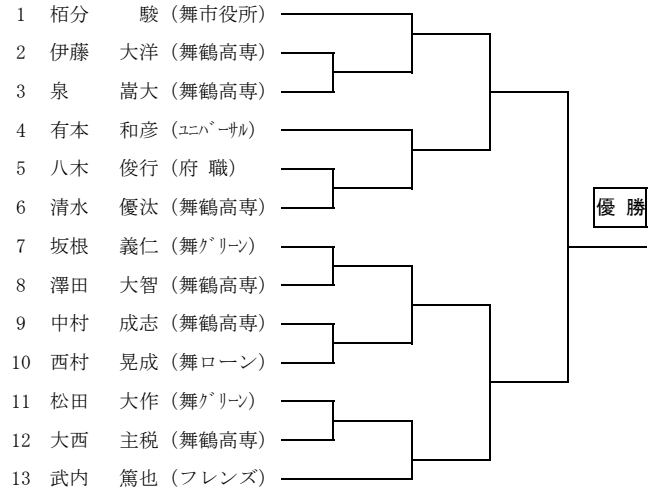 1 栢分 駿 (舞市役所)
2 伊藤 大洋 (舞鶴高専)
3 泉 嵩大 (舞鶴高専)
4 有本 和彦 (ﾕﾆﾊﾞｰｻﾙ)
5 八木 俊行 (府 職)
6 清水 優汰 (舞鶴高専)
優 勝
7 坂根 義仁 (舞ｸﾞﾘｰﾝ)
8 澤田 大智 (舞鶴高専)
9 中村 成志 (舞鶴高専)
10 西村 晃成 (舞ローン)
11 松田 大作 (舞ｸﾞﾘｰﾝ)
12 大西 主税 (舞鶴高専)
13 武内 篤也 (フレンズ)